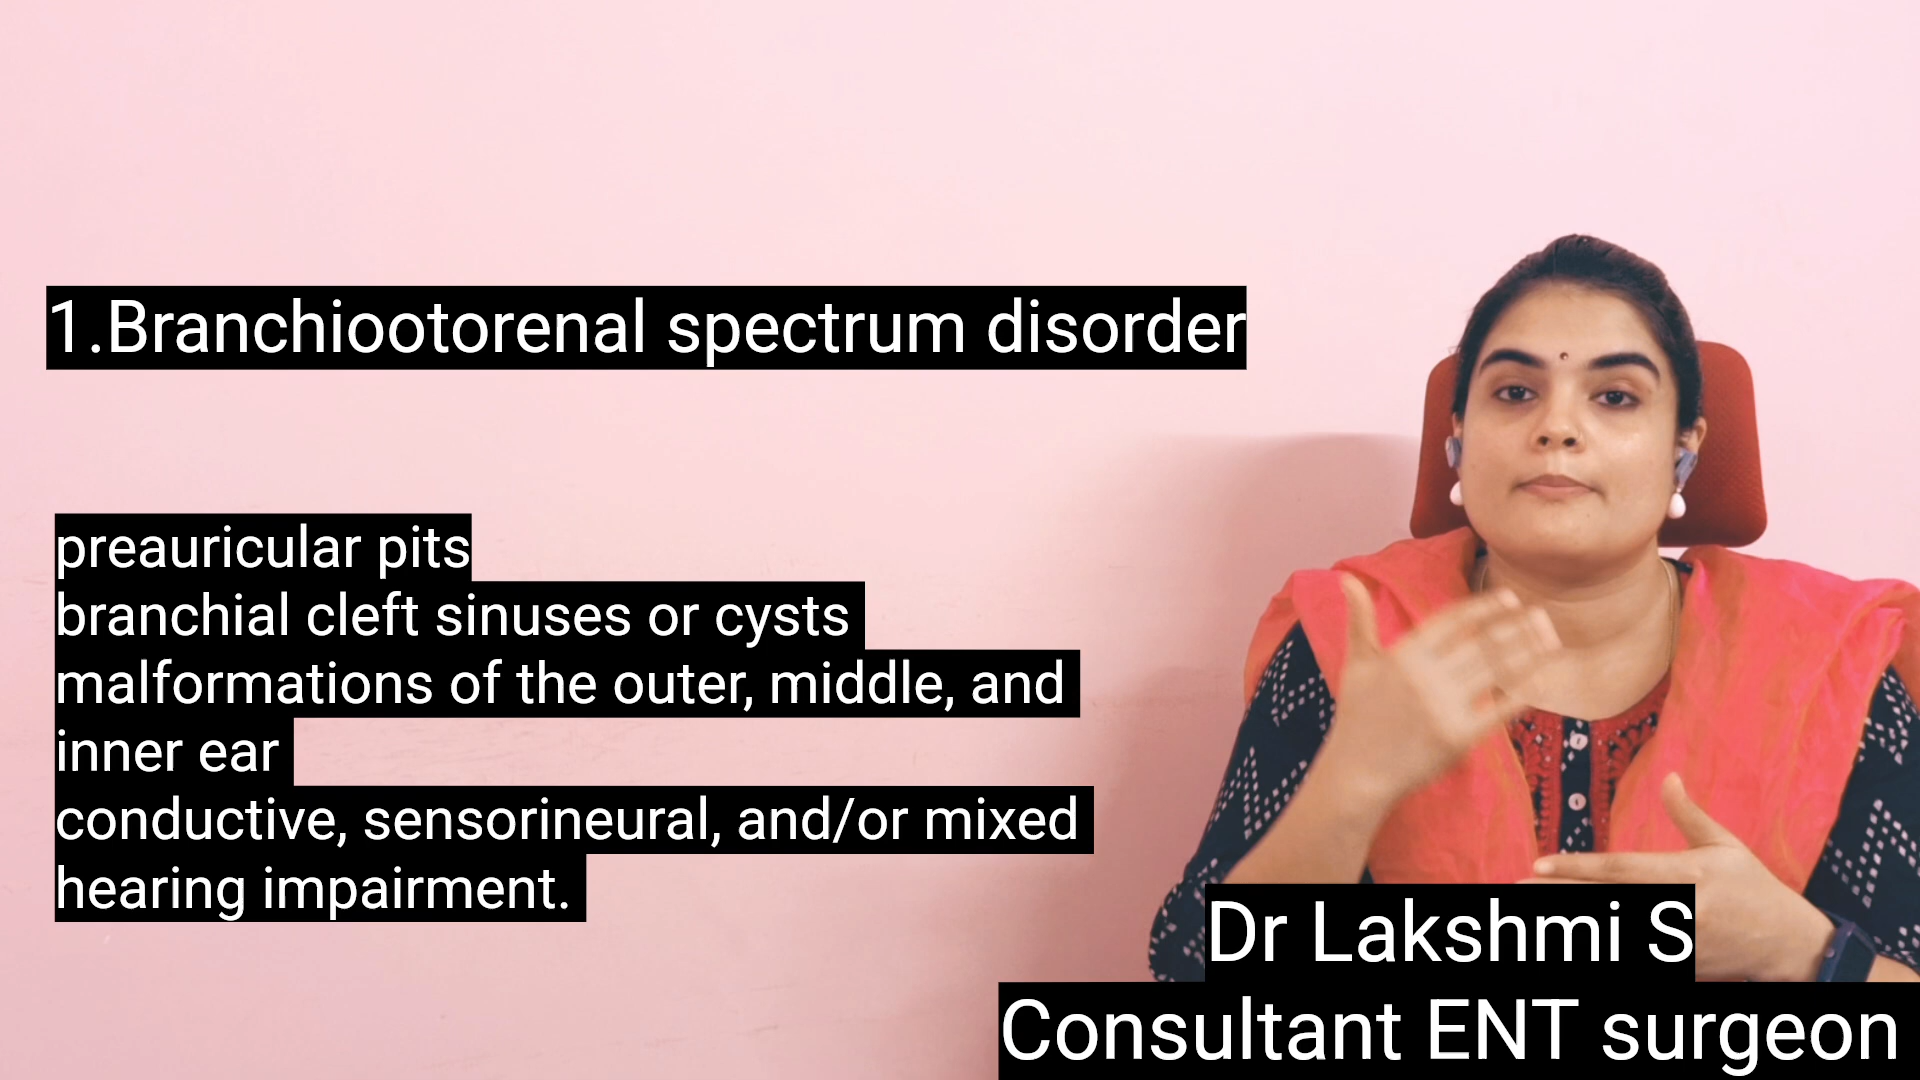 1.Branchiootorenal spectrum disorder
preauricular pits
branchial cleft sinuses or cysts
malformations of the outer, middle, and
inner ear
conductive, sensorineural, and/or mixed
hearing impairment.
Dr Lakshmi S
Consultant ENT surgeon